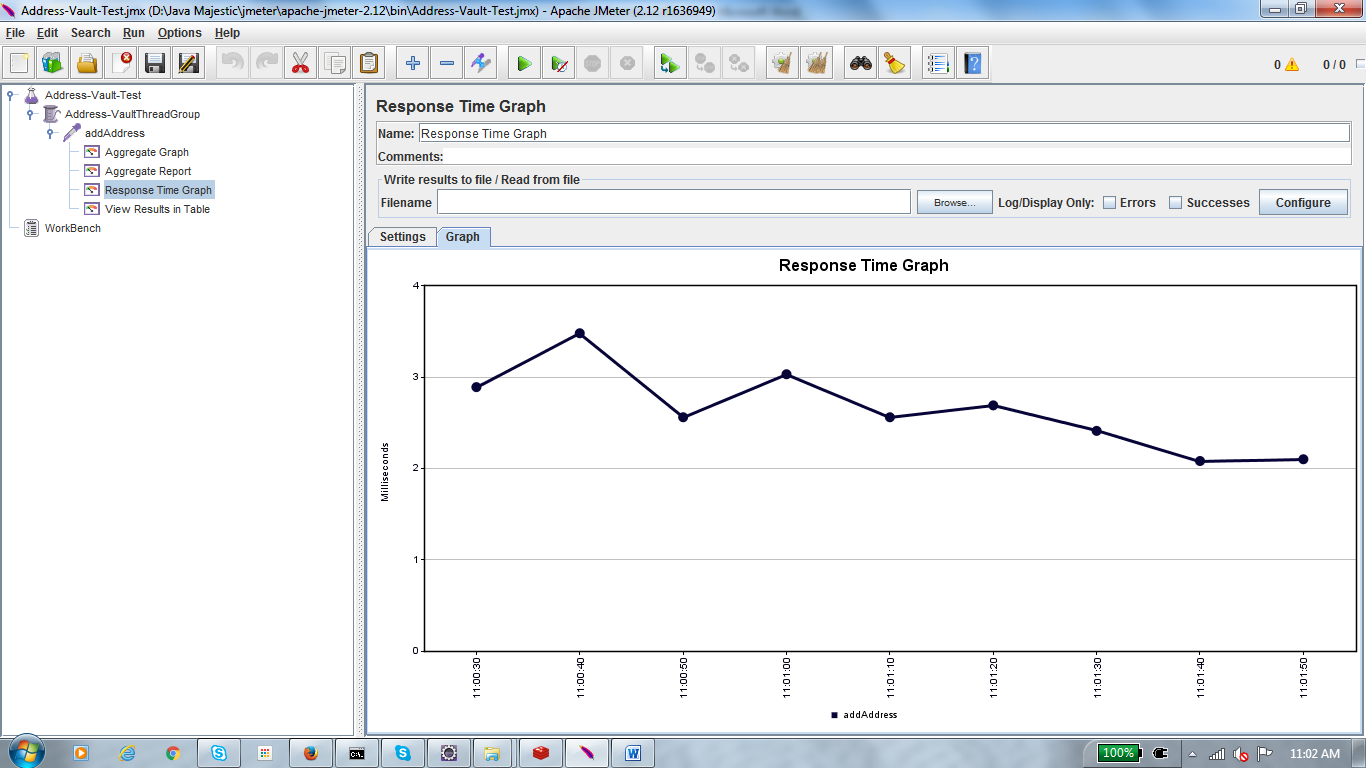 Address-Vault-Test.jmx (D:\Java Majestic\jmeter\apache-jmeter-2.12\bin\Address-Vault-Test.jmx) - Apache JMeter (2.12 r1636949)
File Edit Search Run Options Help
0 0 / 0
Address-Vault-Test
Address-VaultThreadGroup
addAddress
Aggregate Graph
Aggregate Report
Response Time Graph
View Results in Table
WorkBench
Response Time Graph
Name: Response Time Graph
Comments:
Write results to file / Read from file
Filename Browse... Log/Display Only: Errors Successes Configure
Settings Graph
Response Time Graph
4
3
2
1
0
Milliseconds
11:00:30 11:00:40 11:00:50 11:01:00 11:01:10 11:01:20 11:01:30 11:01:40 11:01:50
addAddress
100% 11:02 AM